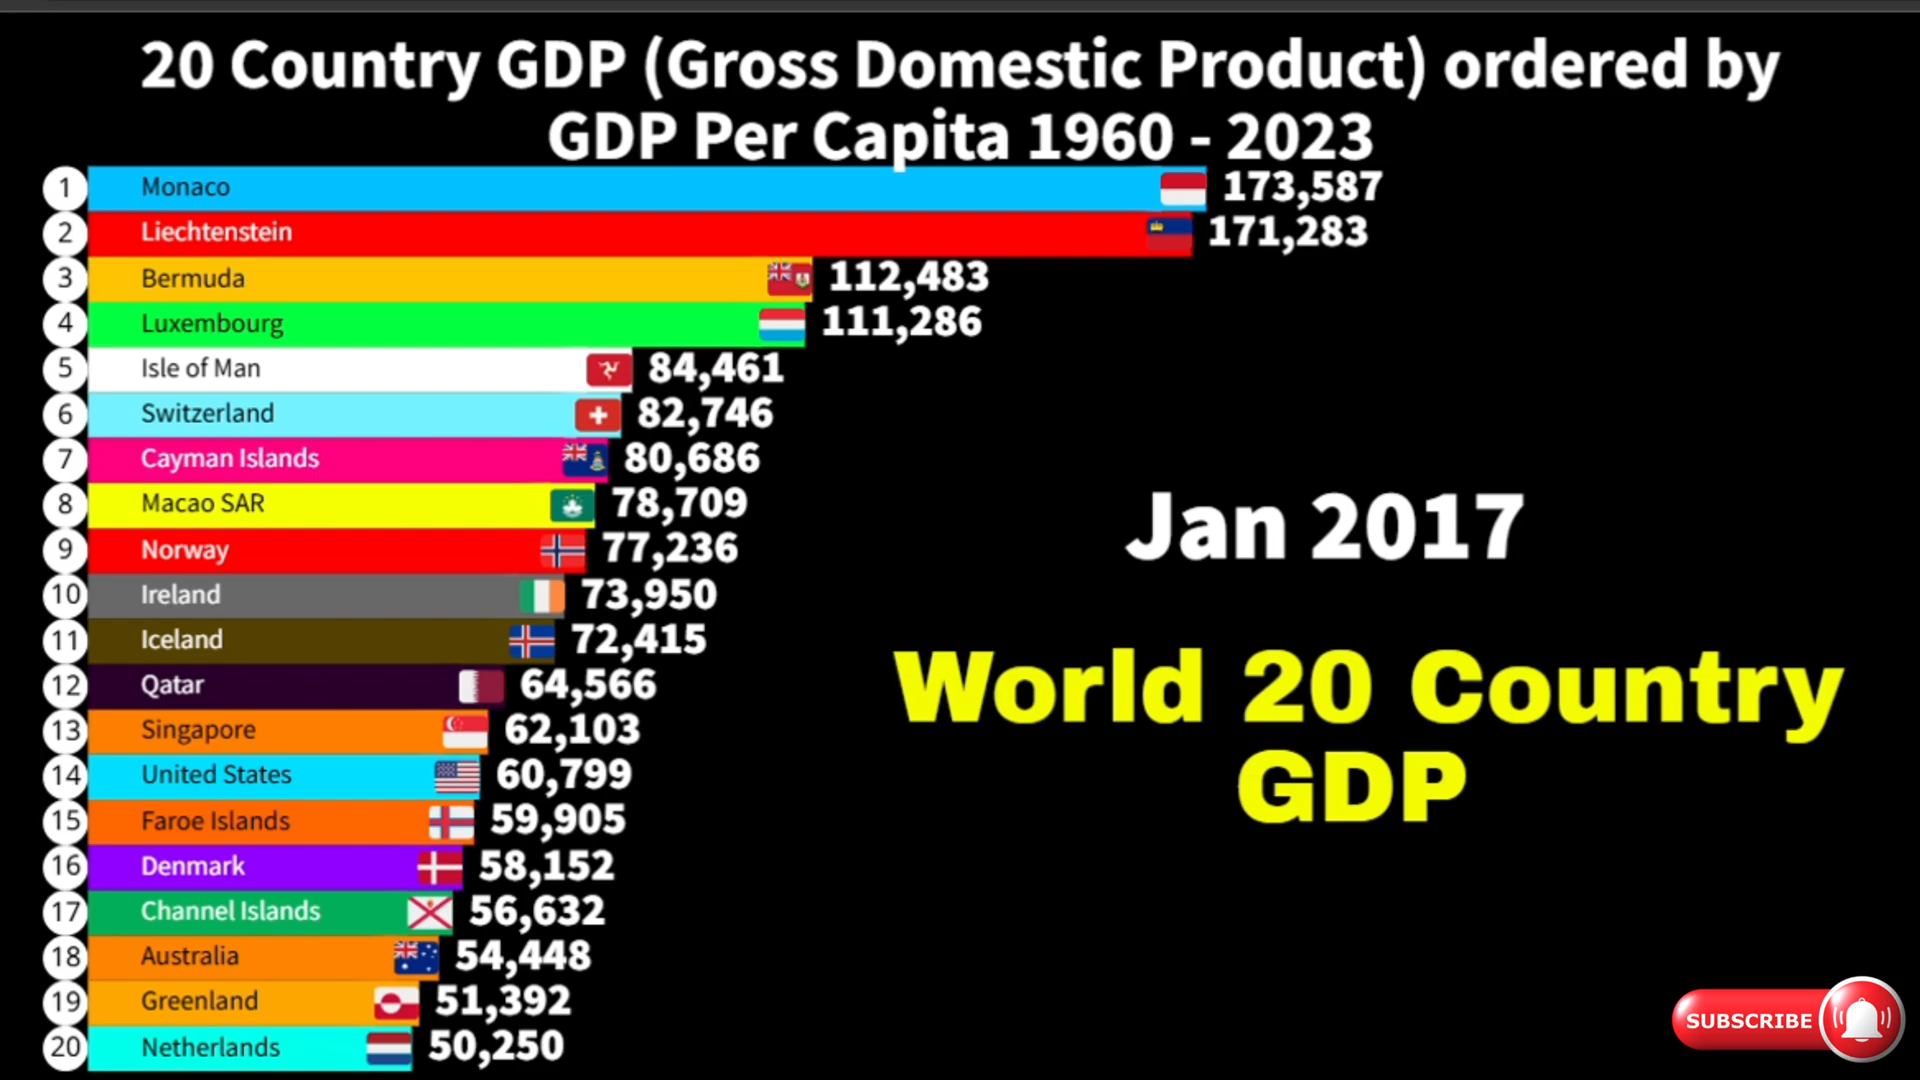 20 Country GDP (Gross Domestic Product) ordered by
GDP Per Capita 1960 - 2023
1 Monaco 173,587
2 Liechtenstein 171,283
3 Bermuda 112,483
4 Luxembourg 111,286
5 Isle of Man 84,461
6 Switzerland 82,746
7 Cayman Islands 80,686
8 Macao SAR 78,709
9 Norway 77,236
10 Ireland 73,950
11 Iceland 72,415
12 Qatar 64,566
13 Singapore 62,103
14 United States 60,799
15 Faroe Islands 59,905
16 Denmark 58,152
17 Channel Islands 56,632
18 Australia 54,448
19 Greenland 51,392
20 Netherlands 50,250
Jan 2017
World 20 Country
GDP
SUBSCRIBE